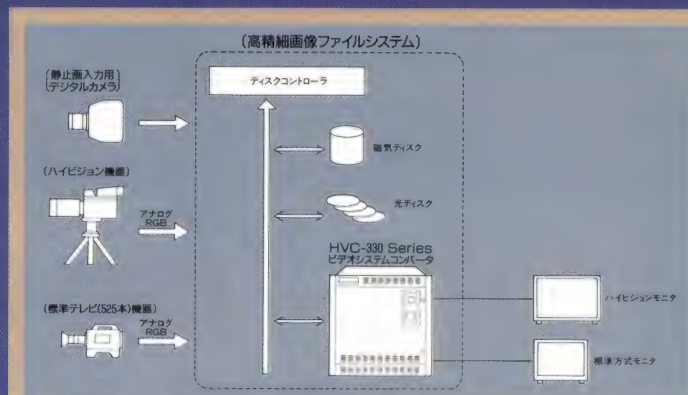 (高精細画像ファイルシステム)
(静止画入力用
デジタルカメラ)
ディスクコントローラ
磁気ディスク
(ハイビジョン機器)
アナログ
RGB
光ディスク
HVC-330 Series
ビデオシステムコンバータ
(標準テレビ(525本)機器)
アナログ
RGB
ハイビジョンモニタ
標準方式モニタ